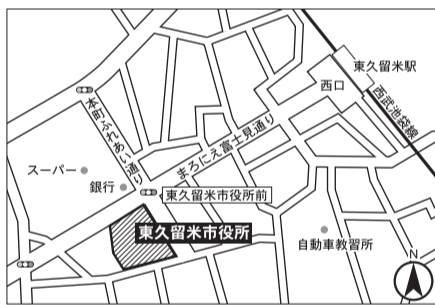 東久留米駅
西口
西武池袋線
本町ふれあい通り
まろにえ富士見通り
スーパー
銀行
東久留米市役所前
東久留米市役所
自動車教習所
N